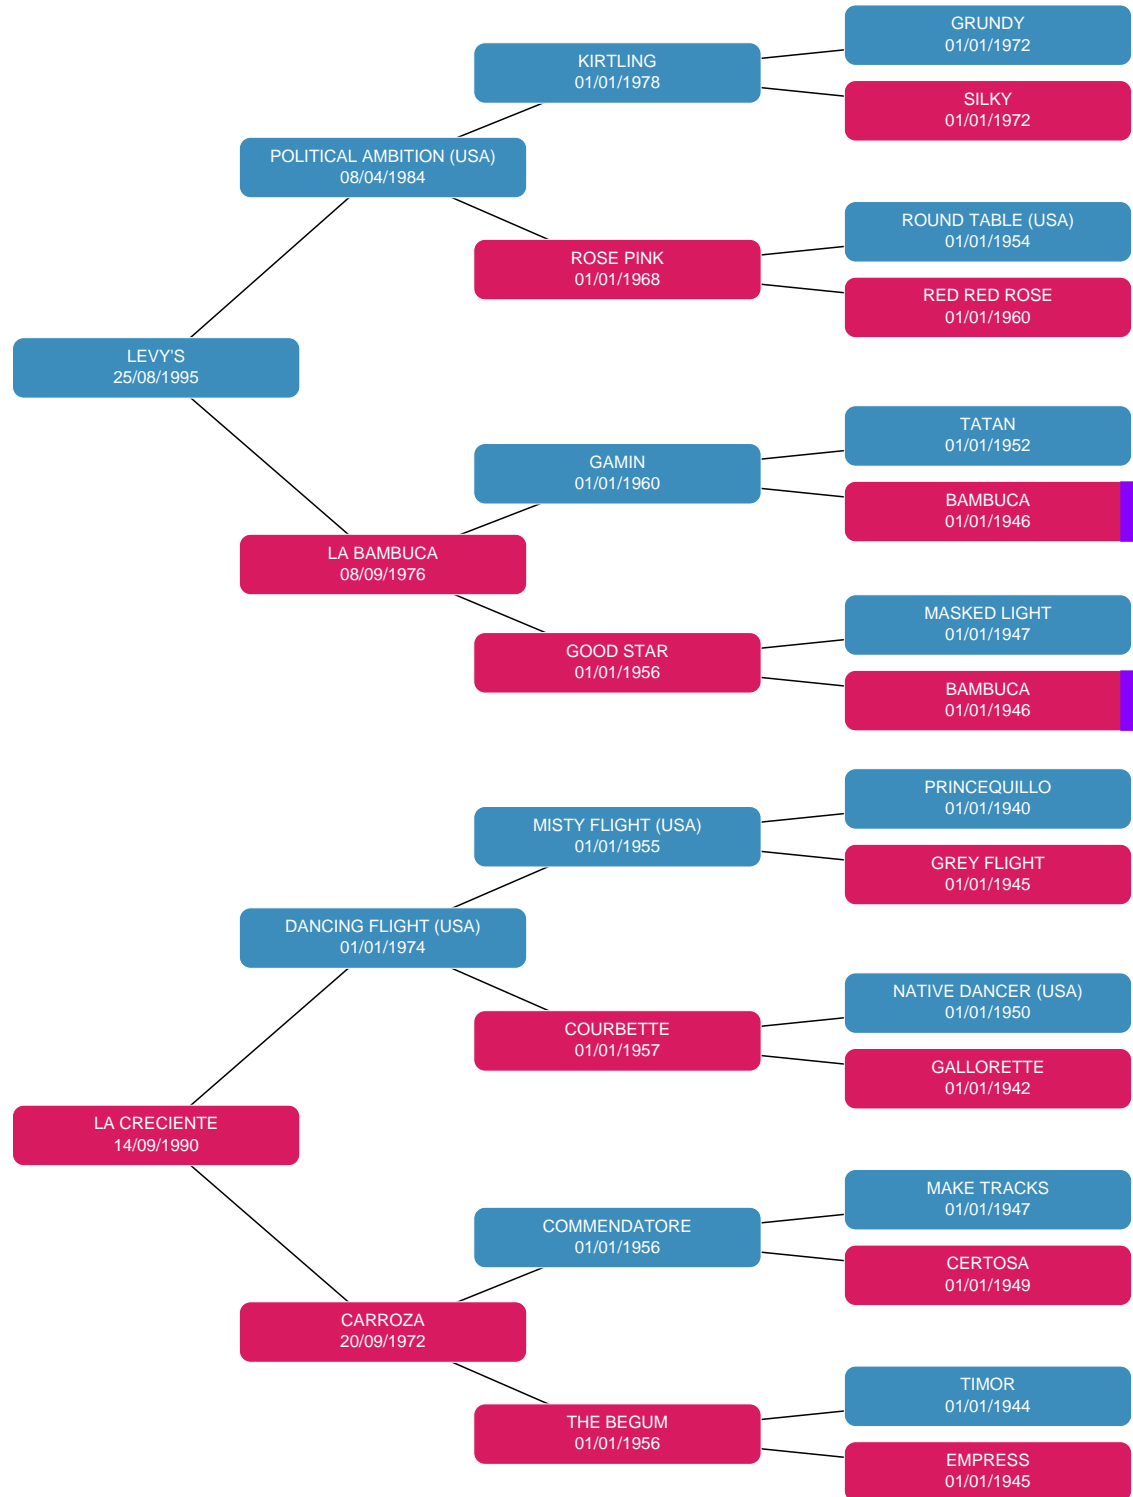 GRUNDY
01/01/1972
KIRTLING
01/01/1978
SILKY
01/01/1972
POLITICAL AMBITION (USA)
08/04/1984
ROUND TABLE (USA)
01/01/1954
ROSE PINK
01/01/1968
RED RED ROSE
01/01/1960
LEVY'S
25/08/1995
TATAN
01/01/1952
GAMIN
01/01/1960
BAMBUCA
01/01/1946
LA BAMBUCA
08/09/1976
MASKED LIGHT
01/01/1947
GOOD STAR
01/01/1956
BAMBUCA
01/01/1946
PRINCEQUILLO
01/01/1940
MISTY FLIGHT (USA)
01/01/1955
GREY FLIGHT
01/01/1945
DANCING FLIGHT (USA)
01/01/1974
NATIVE DANCER (USA)
01/01/1950
COURBETTE
01/01/1957
GALLORETTE
01/01/1942
LA CRECIENTE
14/09/1990
MAKE TRACKS
01/01/1947
COMMENDATORE
01/01/1956
CERTOSA
01/01/1949
CARROZA
20/09/1972
TIMOR
01/01/1944
THE BEGUM
01/01/1956
EMPRESS
01/01/1945